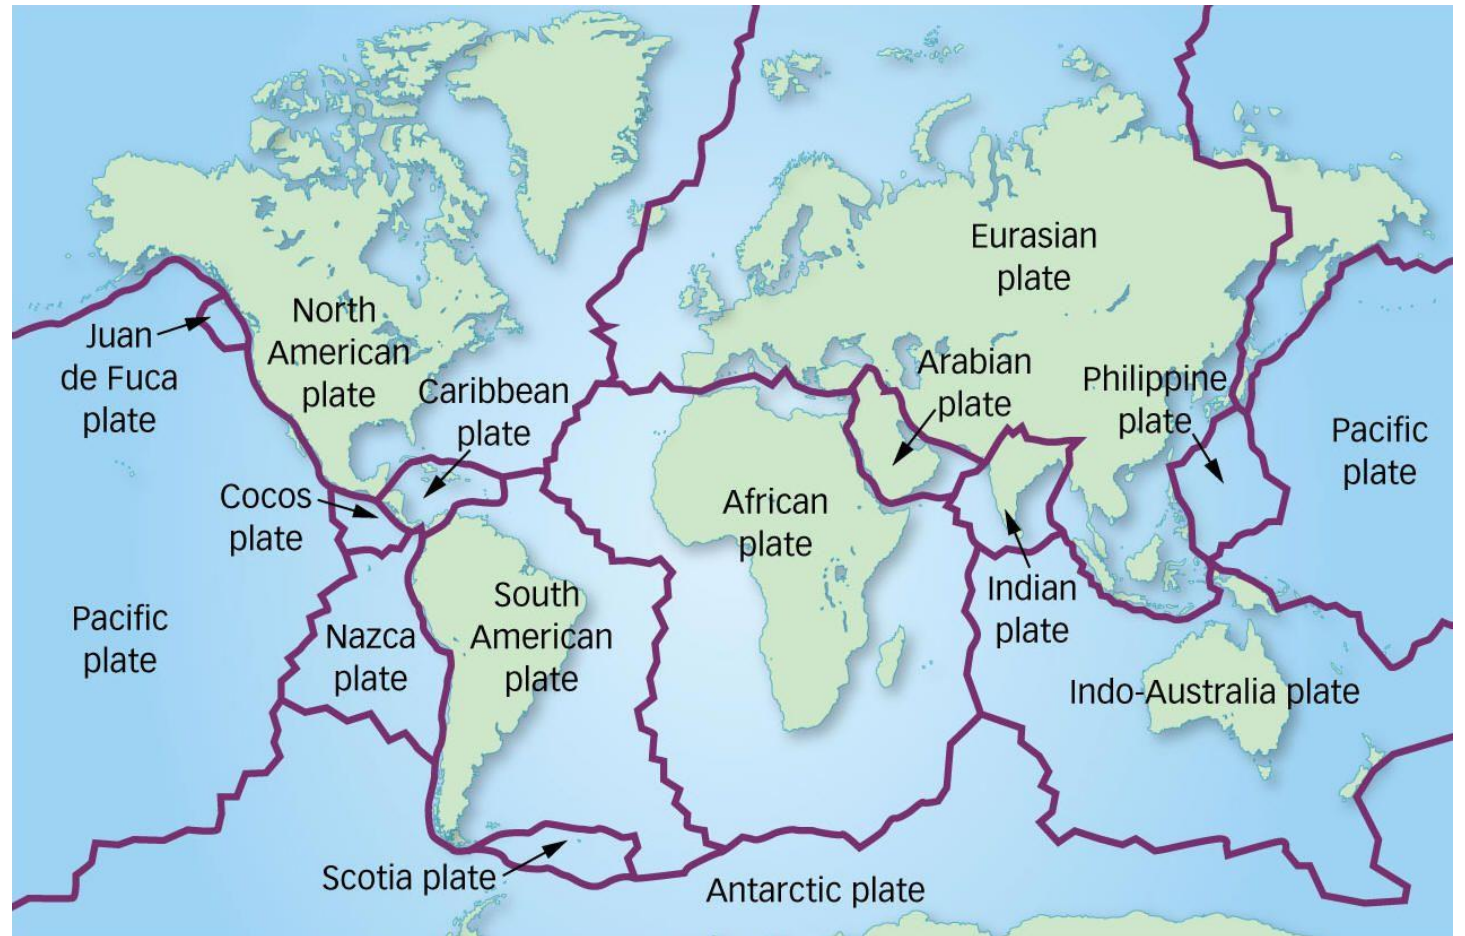 Eurasian
plate
North
American
plate
Juan
de Fuca
plate
Caribbean
plate
Arabian
plate
Philippine
plate
Pacific
plate
Cocos
plate
African
plate
Indian
plate
South
American
plate
Pacific
plate
Nazca
plate
Indo-Australia plate
Scotia plate
Antarctic plate